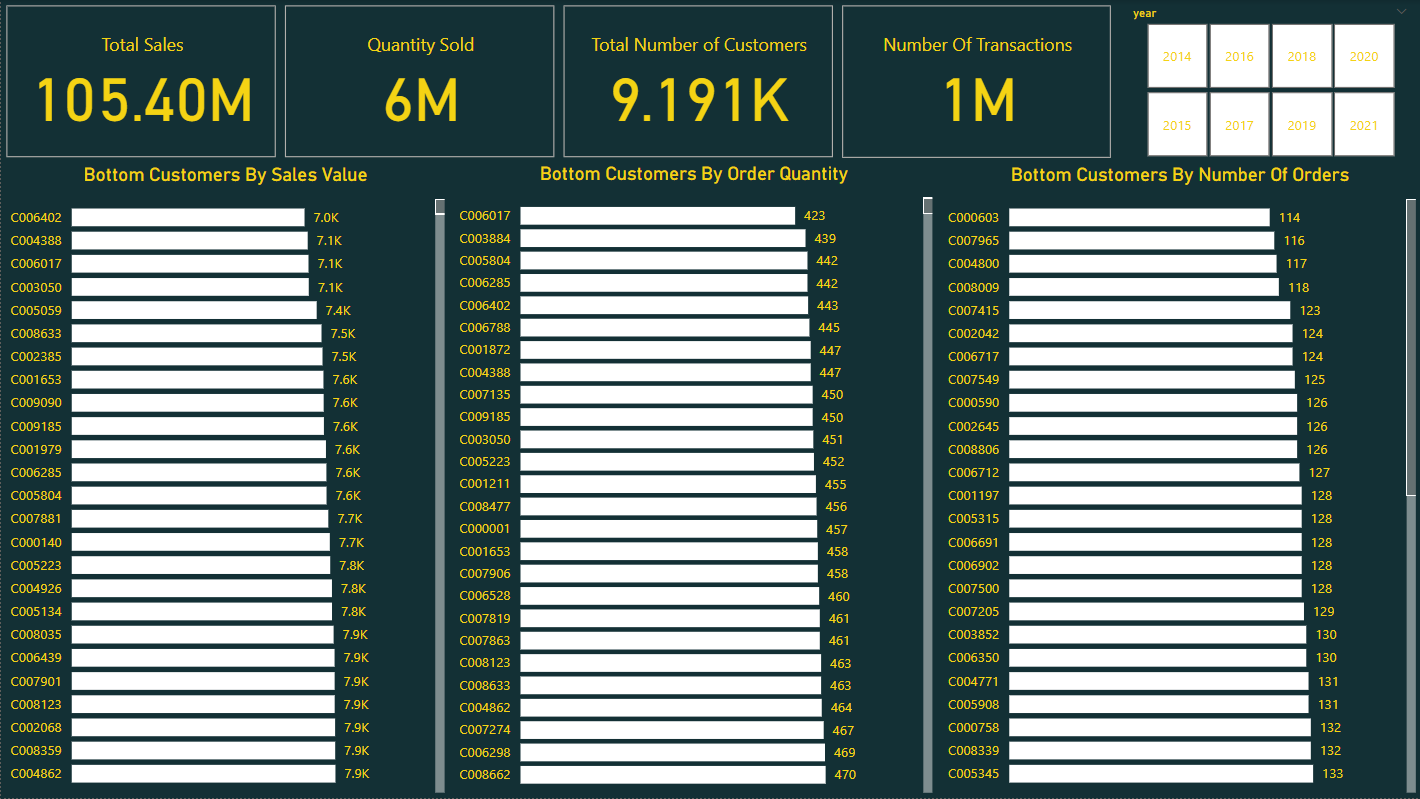 Total Sales
105.40M
Quantity Sold
6M
Total Number of Customers
9.191K
Number Of Transactions
1M
year
2014 2016 2018 2020
2015 2017 2019 2021
Bottom Customers By Sales Value
C006402 7.0K
C004388 7.1K
C006017 7.1K
C003050 7.1K
C005059 7.4K
C008633 7.5K
C002385 7.5K
C001653 7.6K
C009090 7.6K
C009185 7.6K
C001979 7.6K
C006285 7.6K
C005804 7.6K
C007881 7.7K
C000140 7.7K
C005223 7.8K
C004926 7.8K
C005134 7.8K
C008035 7.9K
C006439 7.9K
C007901 7.9K
C008123 7.9K
C002068 7.9K
C008359 7.9K
C004862 7.9K
Bottom Customers By Order Quantity
C006017 423
C003884 439
C005804 442
C006285 442
C006402 443
C006788 445
C001872 447
C004388 447
C007135 450
C009185 450
C003050 451
C005223 452
C001211 455
C008477 456
C000001 457
C001653 458
C007906 458
C006528 460
C007819 461
C007863 461
C008123 463
C008633 463
C004862 464
C007274 467
C006298 469
C008662 470
Bottom Customers By Number Of Orders
C000603 114
C007965 116
C004800 117
C008009 118
C007415 123
C002042 124
C006717 124
C007549 125
C000590 126
C002645 126
C008806 126
C006712 127
C001197 128
C005315 128
C006691 128
C006902 128
C007500 128
C007205 129
C003852 130
C006350 130
C004771 131
C005908 131
C000758 132
C008339 132
C005345 133